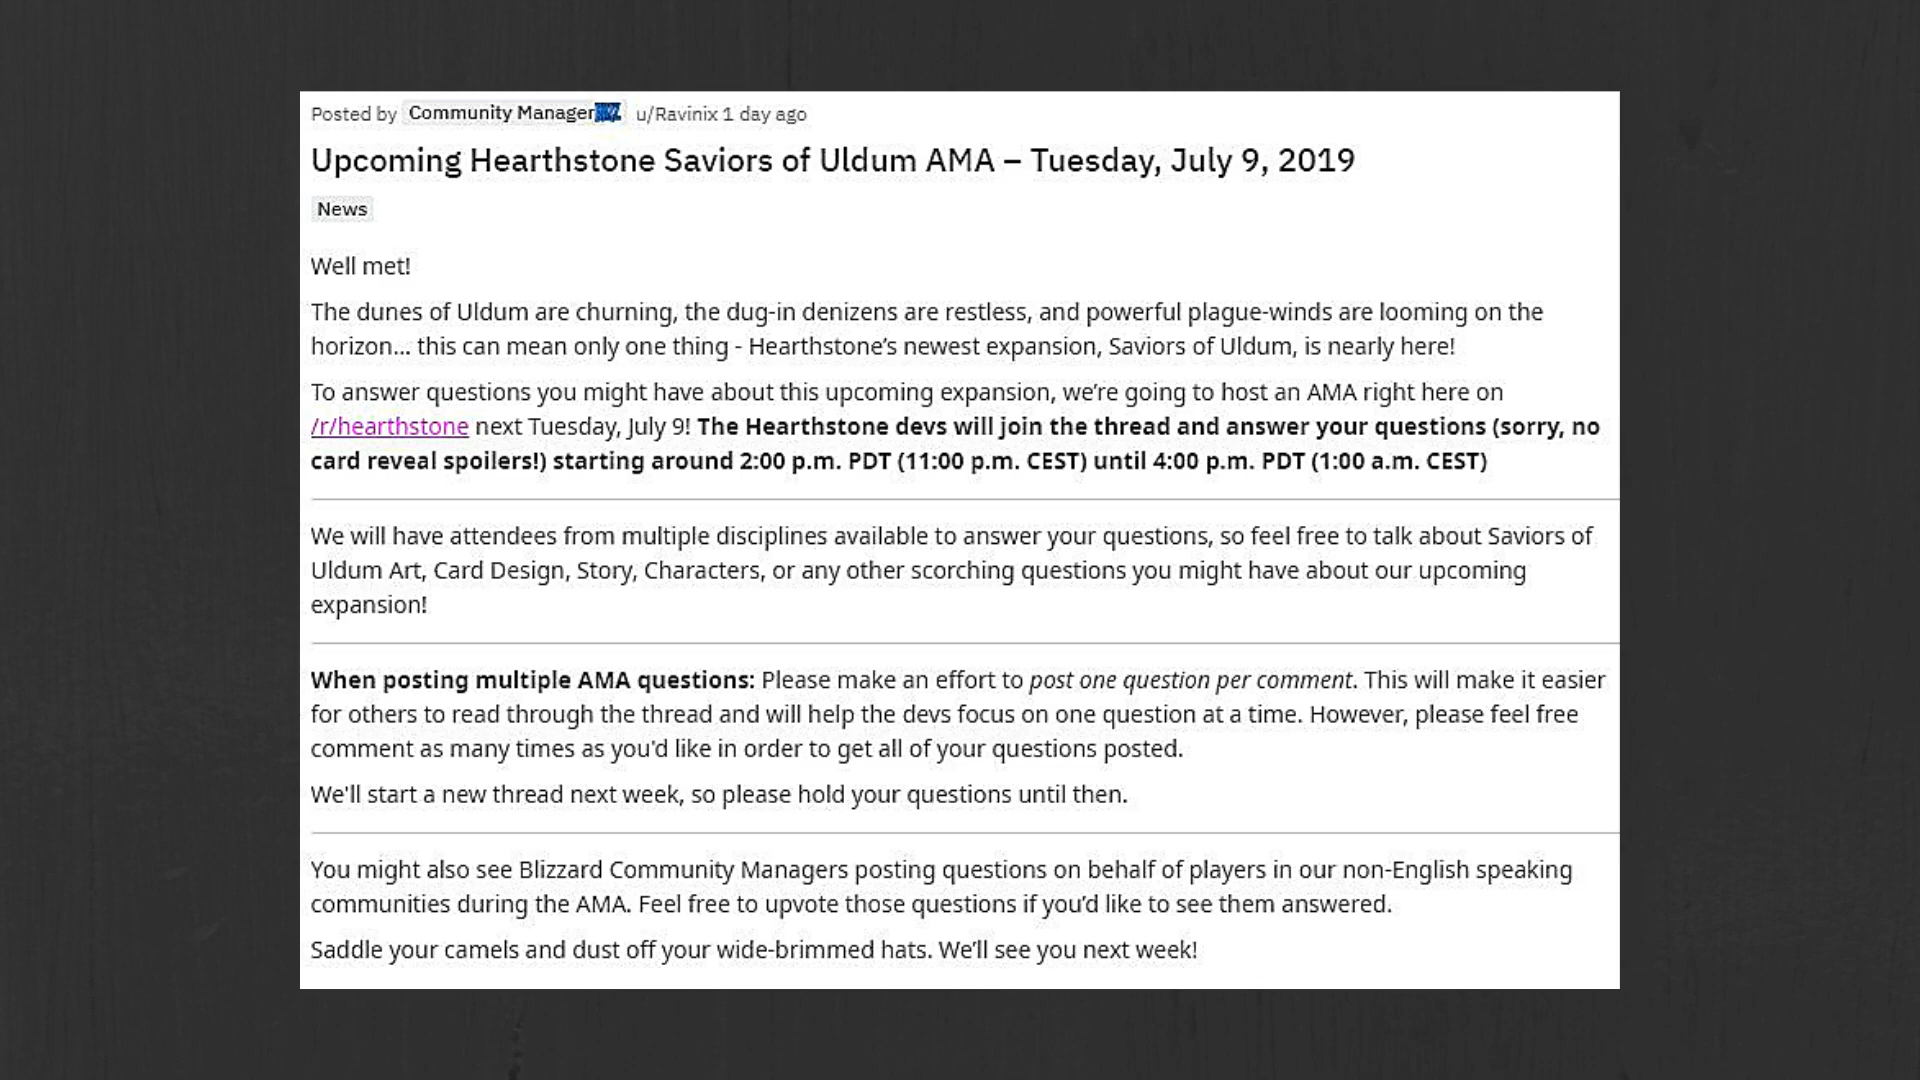 Posted by Community Manager u/Ravinix 1 day ago
Upcoming Hearthstone Saviors of Uldum AMA – Tuesday, July 9, 2019
News
Well met!
The dunes of Uldum are churning, the dug-in denizens are restless, and powerful plague-winds are looming on the
horizon... this can mean only one thing - Hearthstone’s newest expansion, Saviors of Uldum, is nearly here!
To answer questions you might have about this upcoming expansion, we’re going to host an AMA right here on
/r/hearthstone next Tuesday, July 9! The Hearthstone devs will join the thread and answer your questions (sorry, no
card reveal spoilers!) starting around 2:00 p.m. PDT (11:00 p.m. CEST) until 4:00 p.m. PDT (1:00 a.m. CEST)
We will have attendees from multiple disciplines available to answer your questions, so feel free to talk about Saviors of
Uldum Art, Card Design, Story, Characters, or any other scorching questions you might have about our upcoming
expansion!
When posting multiple AMA questions: Please make an effort to post one question per comment. This will make it easier
for others to read through the thread and will help the devs focus on one question at a time. However, please feel free
comment as many times as you'd like in order to get all of your questions posted.
We'll start a new thread next week, so please hold your questions until then.
You might also see Blizzard Community Managers posting questions on behalf of players in our non-English speaking
communities during the AMA. Feel free to upvote those questions if you’d like to see them answered.
Saddle your camels and dust off your wide-brimmed hats. We’ll see you next week!